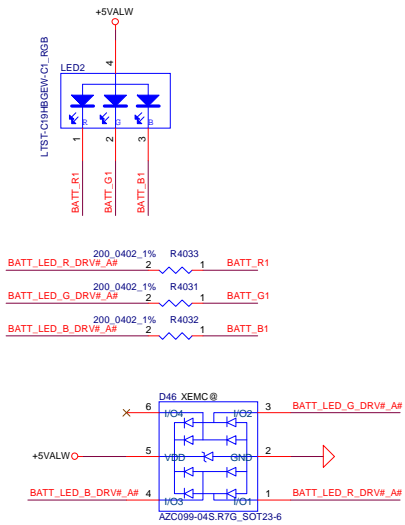 +5VALW
4
LED2
LTST-C19HBGEW-C1_RGB
R G B
1 2 3
BATT_R1
BATT_G1
BATT_B1
200_0402_1% R4033
BATT_LED_R_DRV#_A# 2 1 BATT_R1
200_0402_1% R4031
BATT_LED_G_DRV#_A# 2 1 BATT_G1
200_0402_1% R4032
BATT_LED_B_DRV#_A# 2 1 BATT_B1
D46 XEMC@
6 I/O4 I/O2 3 BATT_LED_G_DRV#_A#
+5VALW 5 VDD GND 2
BATT_LED_B_DRV#_A# 4 I/O3 I/O1 1 BATT_LED_R_DRV#_A#
AZC099-04S.R7G_SOT23-6